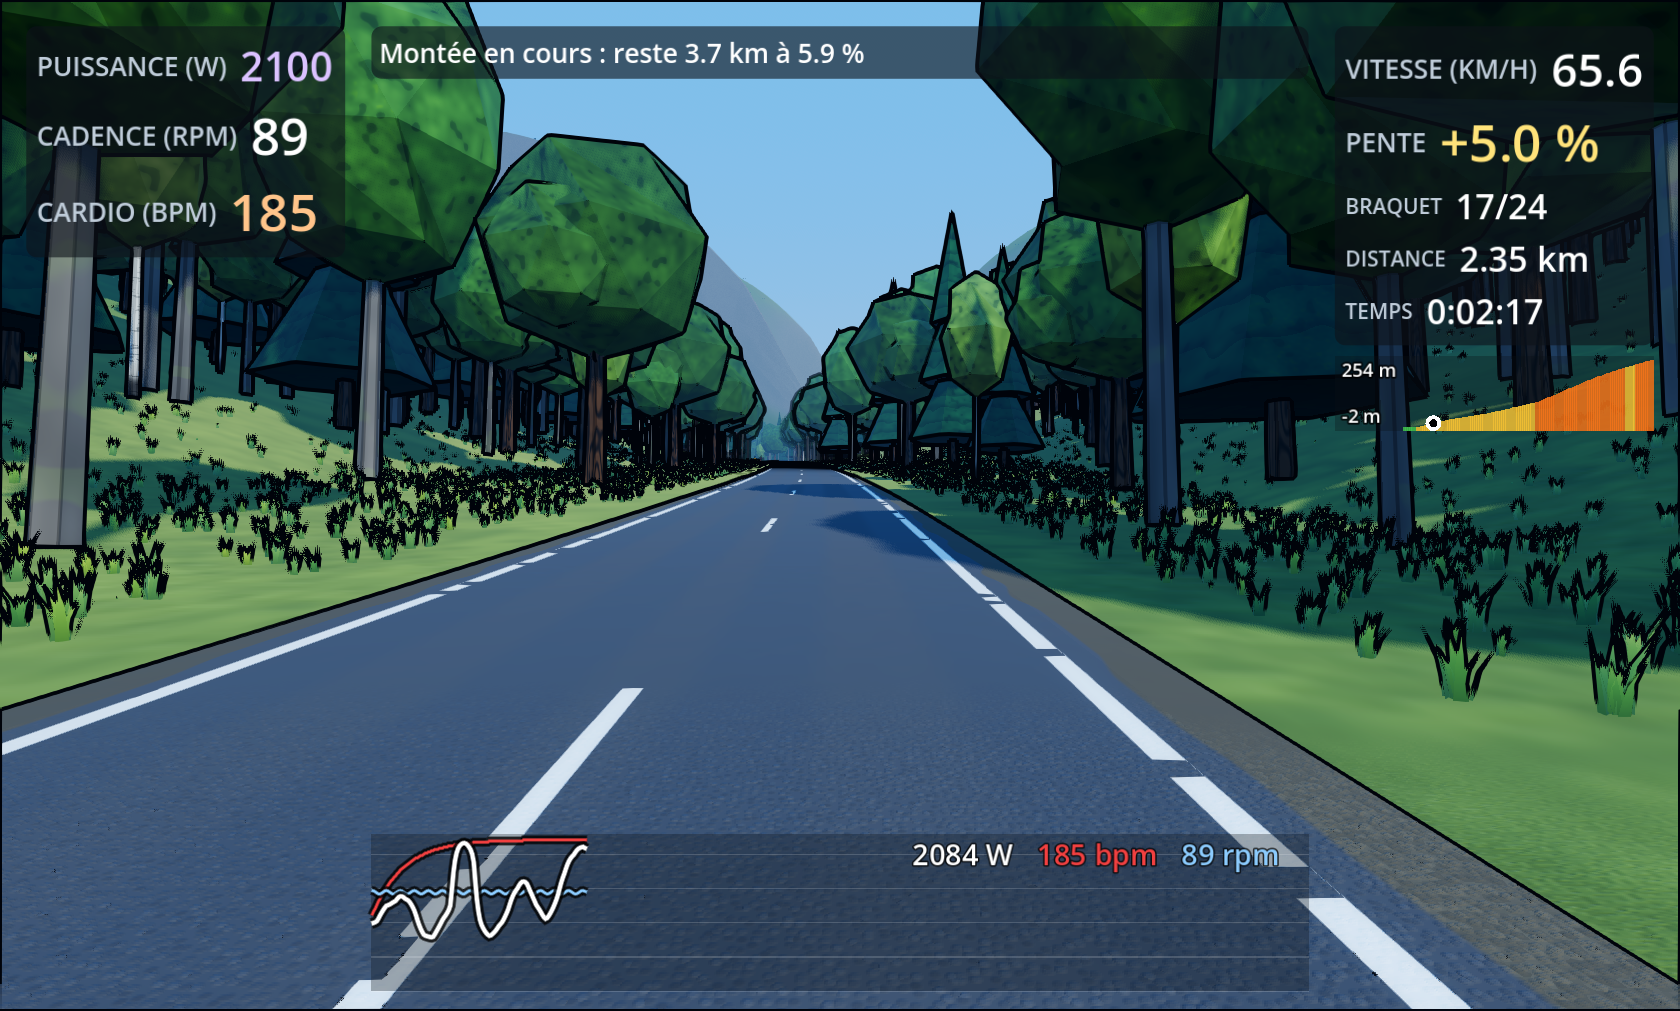 PUISSANCE (W) 2100
CADENCE (RPM) 89
CARDIO (BPM) 185
Montée en cours : reste 3.7 km à 5.9 %
VITESSE (KM/H) 65.6
PENTE +5.0 %
BRAQUET 17/24
DISTANCE 2.35 km
TEMPS 0:02:17
254 m
-2 m
2084 W 185 bpm 89 rpm